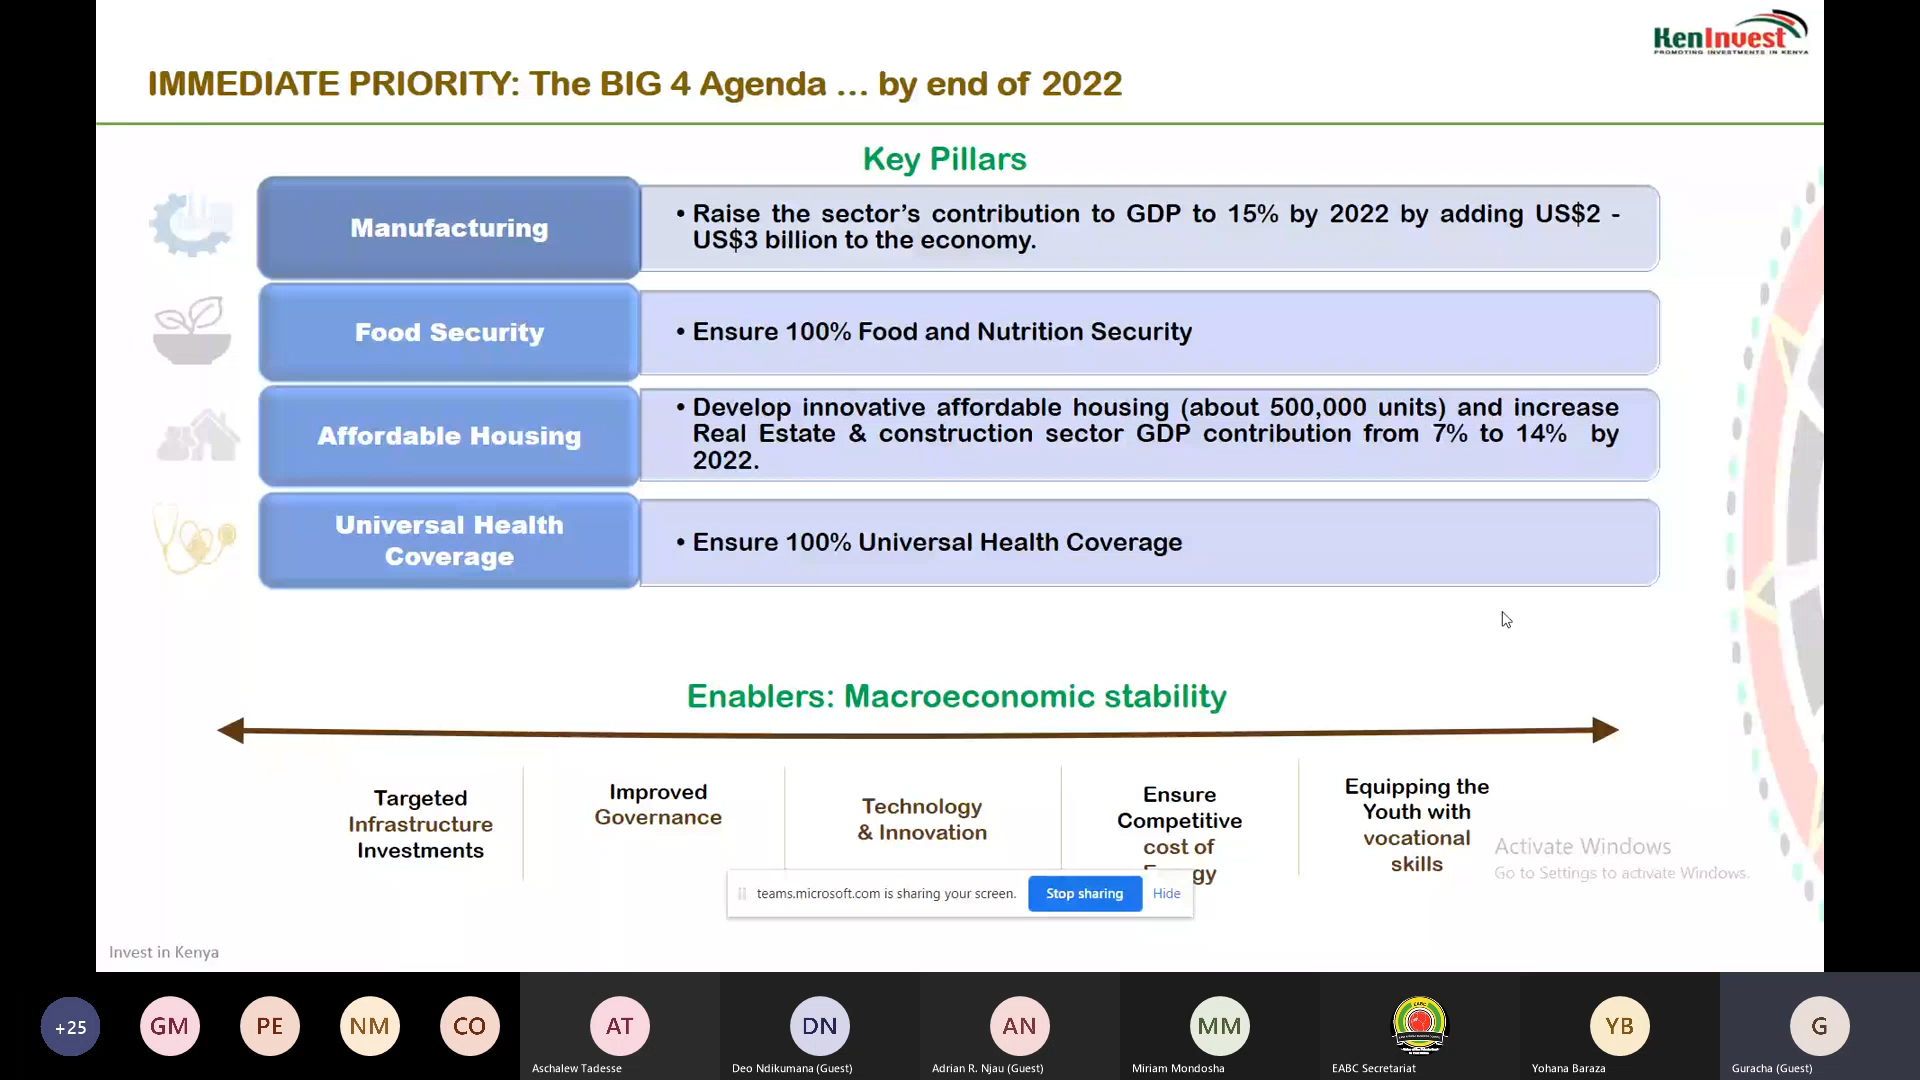 KenInvest
PROMOTING INVESTMENTS IN KENYA
IMMEDIATE PRIORITY: The BIG 4 Agenda ... by end of 2022
Key Pillars
Manufacturing
• Raise the sector's contribution to GDP to 15% by 2022 by adding US$2 -
US$3 billion to the economy.
Food Security
• Ensure 100% Food and Nutrition Security
Affordable Housing
• Develop innovative affordable housing (about 500,000 units) and increase
Real Estate & construction sector GDP contribution from 7% to 14% by
2022.
Universal Health
Coverage
• Ensure 100% Universal Health Coverage
Enablers: Macroeconomic stability
Targeted
Infrastructure
Investments
Improved
Governance
Technology
& Innovation
Ensure
Competitive
cost of
Equipping the
Youth with
vocational
skills
Activate Windows
Go to Settings to activate Windows.
teams.microsoft.com is sharing your screen.
Stop sharing
Hide
Invest in Kenya
+25
GM
PE
NM
CO
AT
DN
AN
MM
YB
G
Aschalew Tadesse
Deo Ndikumana (Guest)
Adrian R. Njau (Guest)
Miriam Mondosha
EABC Secretariat
Yohana Baraza
Guracha (Guest)